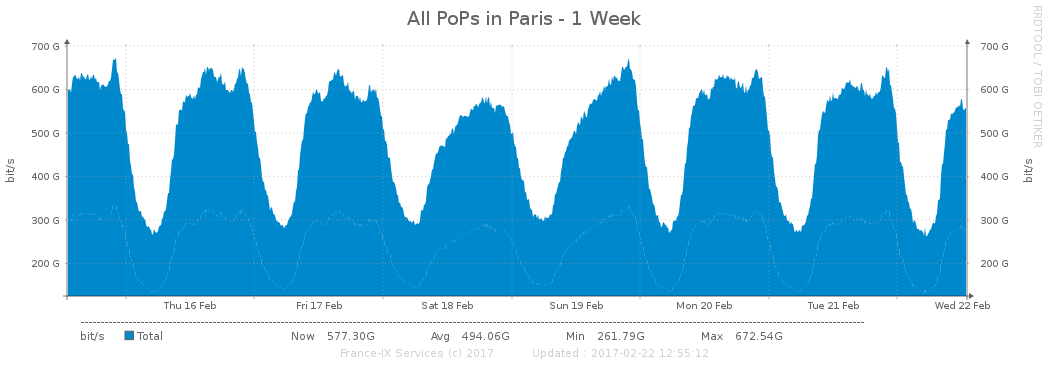 All PoPs in Paris - 1 Week
RRDTOOL / TOBI OETIKER
700 G 700 G
600 G 600 G
500 G 500 G
400 G 400 G
300 G 300 G
200 G 200 G
bit/s bit/s
Thu 16 Feb Fri 17 Feb Sat 18 Feb Sun 19 Feb Mon 20 Feb Tue 21 Feb Wed 22 Feb
bit/s Total Now 577.30G Avg 494.06G Min 261.79G Max 672.54G
France-IX Services (c) 2017 Updated : 2017-02-22 12:55:12